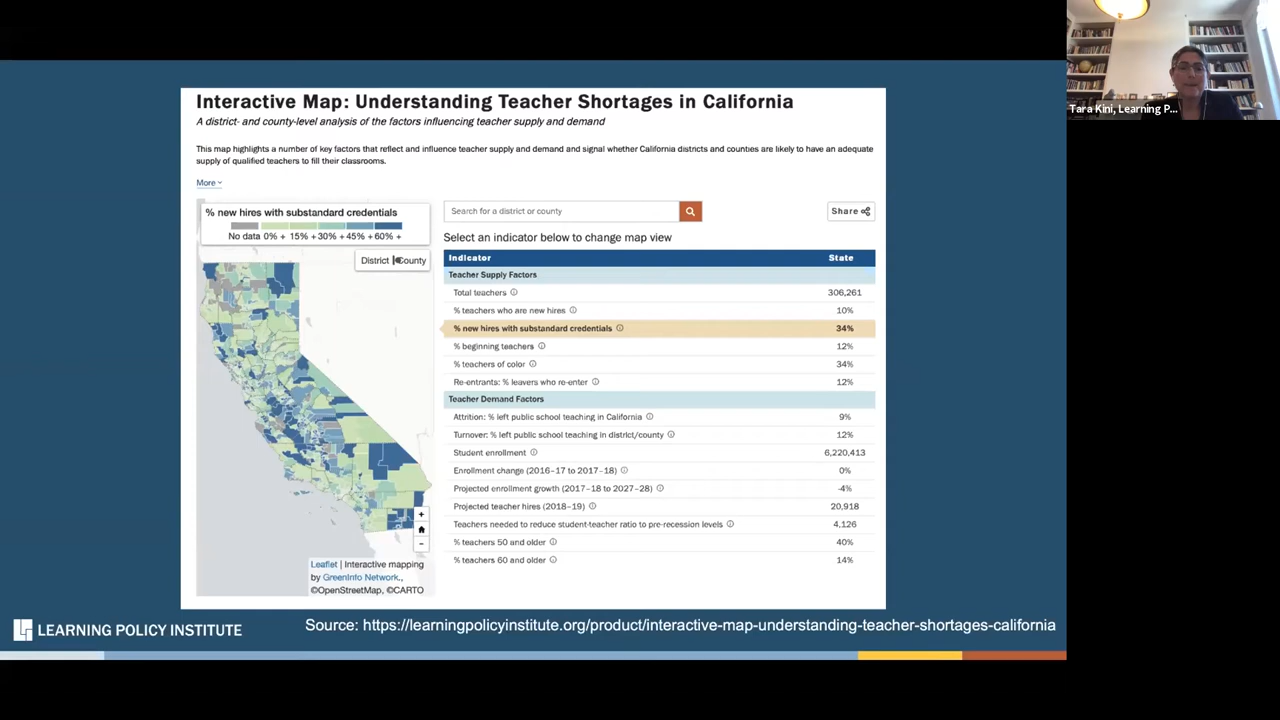 Interactive Map: Understanding Teacher Shortages in California
A district- and county-level analysis of the factors influencing teacher supply and demand
This map highlights a number of key factors that reflect and influence teacher supply and demand and signal whether California districts and counties are likely to have an adequate
supply of qualified teachers to fill their classrooms.
More
% new hires with substandard credentials
No data 0% + 15% + 30% + 45% + 60% +
District County
Search for a district or county
Share
Select an indicator below to change map view
Indicator State
Teacher Supply Factors
Total teachers 306,261
% teachers who are new hires 10%
% new hires with substandard credentials 34%
% beginning teachers 12%
% teachers of color 34%
Re-entrants: % leavers who re-enter 12%
Teacher Demand Factors
Attrition: % left public school teaching in California 9%
Turnover: % left public school teaching in district/county 12%
Student enrollment 6,220,413
Enrollment change (2016–17 to 2017–18) 0%
Projected enrollment growth (2017–18 to 2027–28) -4%
Projected teacher hires (2018–19) 20,918
Teachers needed to reduce student-teacher ratio to pre-recession levels 4,126
% teachers 50 and older 40%
% teachers 60 and older 14%
+
−
Leaflet | Interactive mapping
by GreenInfo Network.,
©OpenStreetMap, ©CARTO
LEARNING POLICY INSTITUTE
Source: https://learningpolicyinstitute.org/product/interactive-map-understanding-teacher-shortages-california
Tara Kini, Learning P...